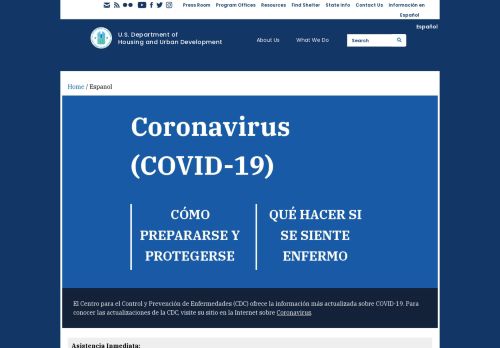 Press Room Program Offices Resources Find Shelter State Info Contact Us Información en
Español
Español
U.S. Department of
Housing and Urban Development
About Us What We Do
Search
Home / Espanol
Coronavirus
(COVID-19)
CÓMO
PREPARARSE Y
PROTEGERSE
QUÉ HACER SI
SE SIENTE
ENFERMO
El Centro para el Control y Prevención de Enfermedades (CDC) ofrece la información más actualizada sobre COVID-19. Para
conocer las actualizaciones de la CDC, visite su sitio en la Internet sobre Coronavirus.
Asistencia Inmediata: